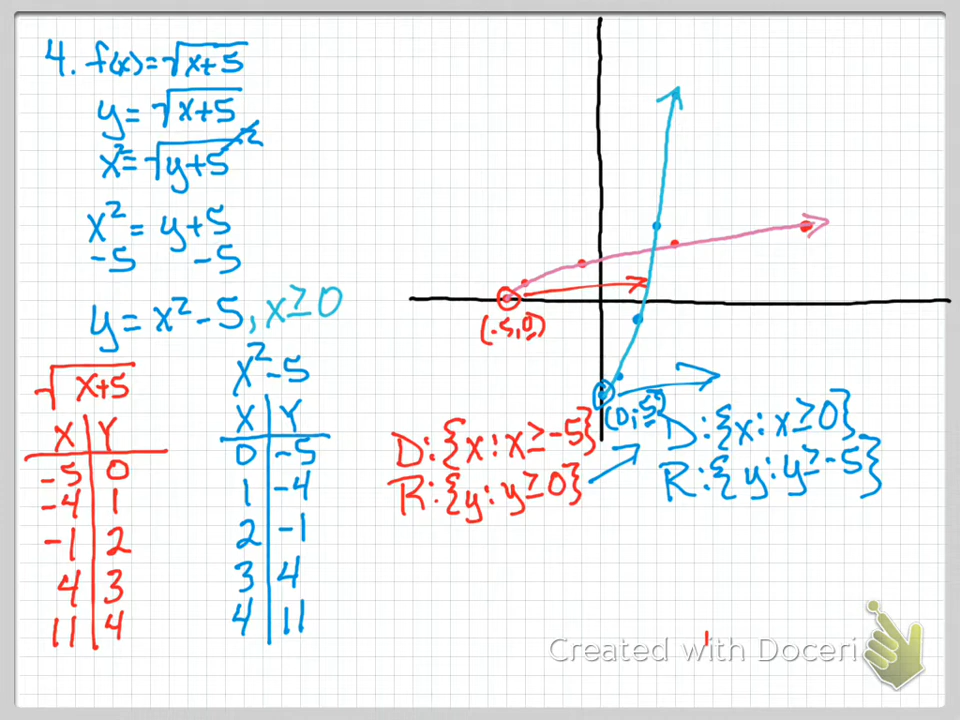 4. f(x)=√x+5
y=√x+5
x²=√y+5²
x²=y+5
-5 -5
y=x²-5, x≥0
√x+5
X Y
-5 0
-4 1
-1 2
4 3
11 4
x²-5
X Y
0 -5
1 -4
2 -1
3 4
4 11
(-5,0)
(0,-5)
D:{x:x≥-5}
R:{y:y≥0}
D:{x:x≥0}
R:{y:y≥-5}
Created with Doceri